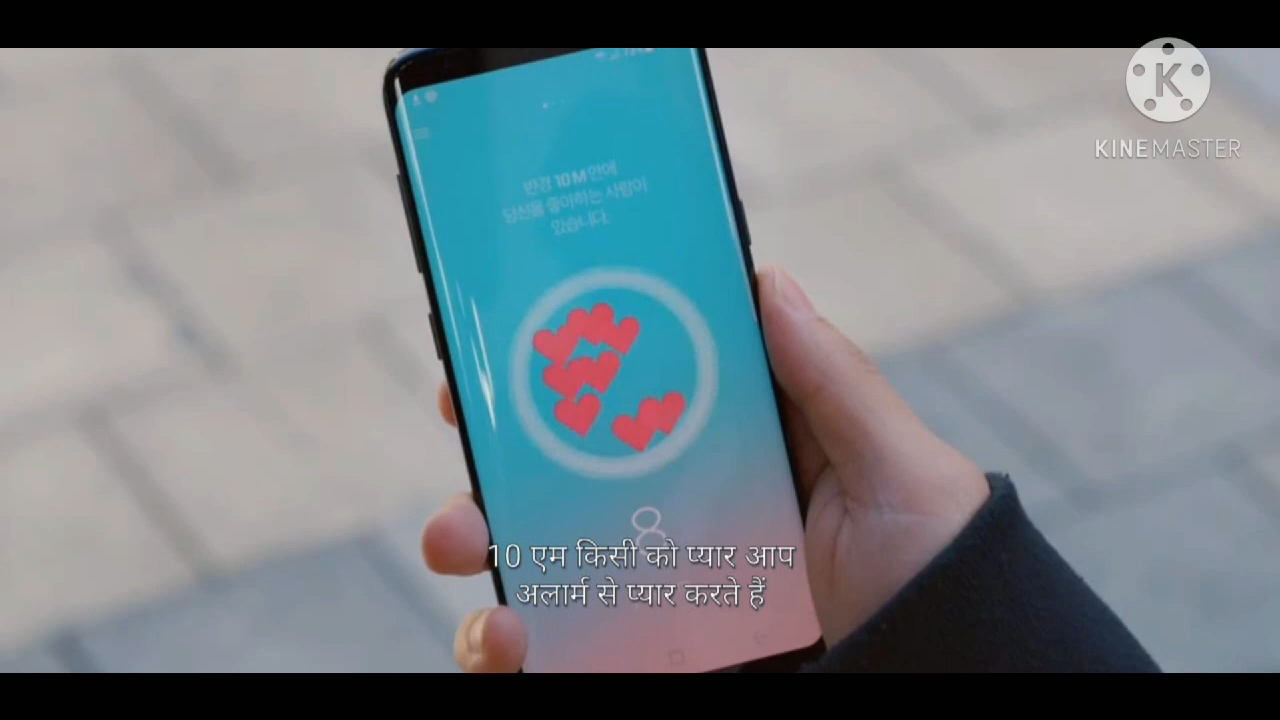 KINEMASTER
반경 10M 안에
당신을 좋아하는 사람이
있습니다.
8
10 एम किसी को प्यार आप
अलार्म से प्यार करते हैं